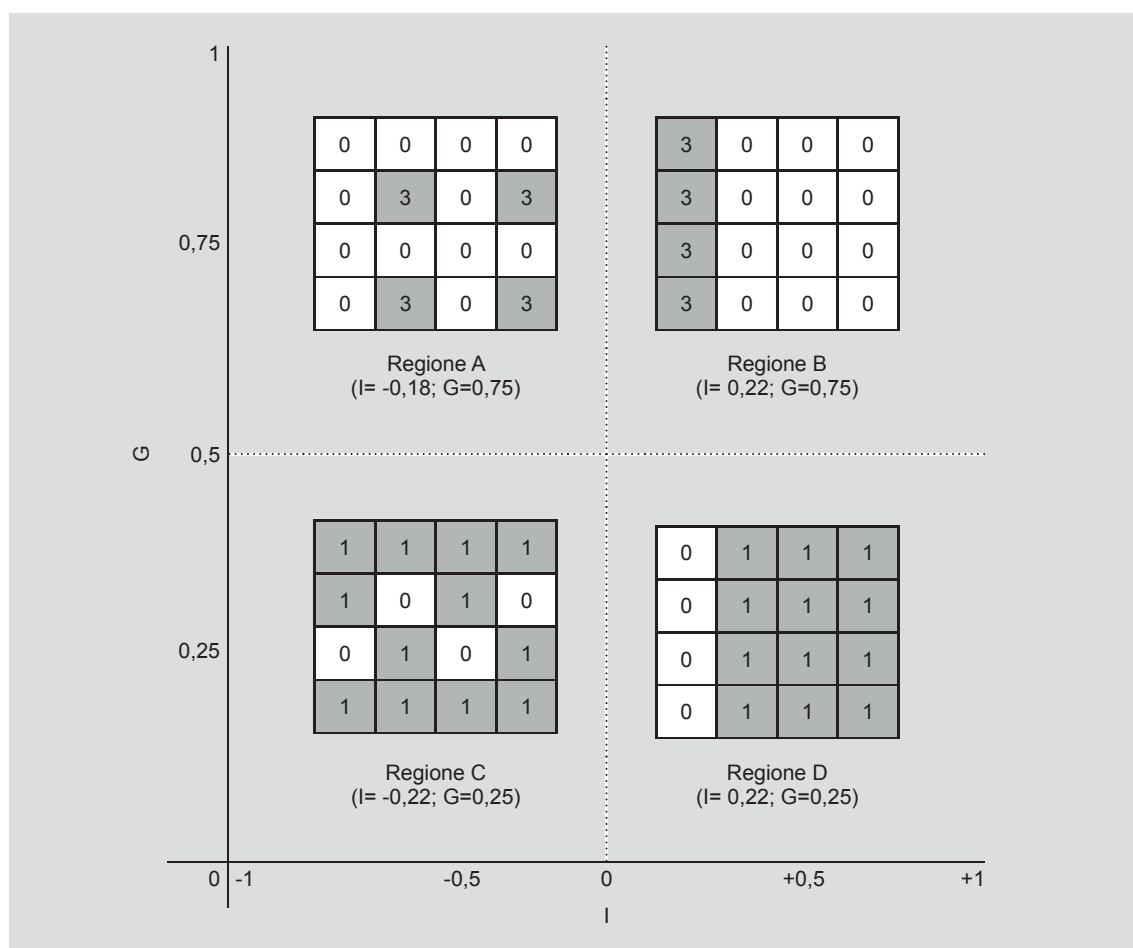 1
0 0 0 0
0 3 0 3
0 0 0 0
0 3 0 3
3 0 0 0
3 0 0 0
3 0 0 0
3 0 0 0
0,75
Regione A
(I= -0,18; G=0,75)
Regione B
(I= 0,22; G=0,75)
G
0,5
1 1 1 1
1 0 1 0
0 1 0 1
1 1 1 1
0 1 1 1
0 1 1 1
0 1 1 1
0 1 1 1
0,25
Regione C
(I= -0,22; G=0,25)
Regione D
(I= 0,22; G=0,25)
0 -1 -0,5 0 +0,5 +1
I